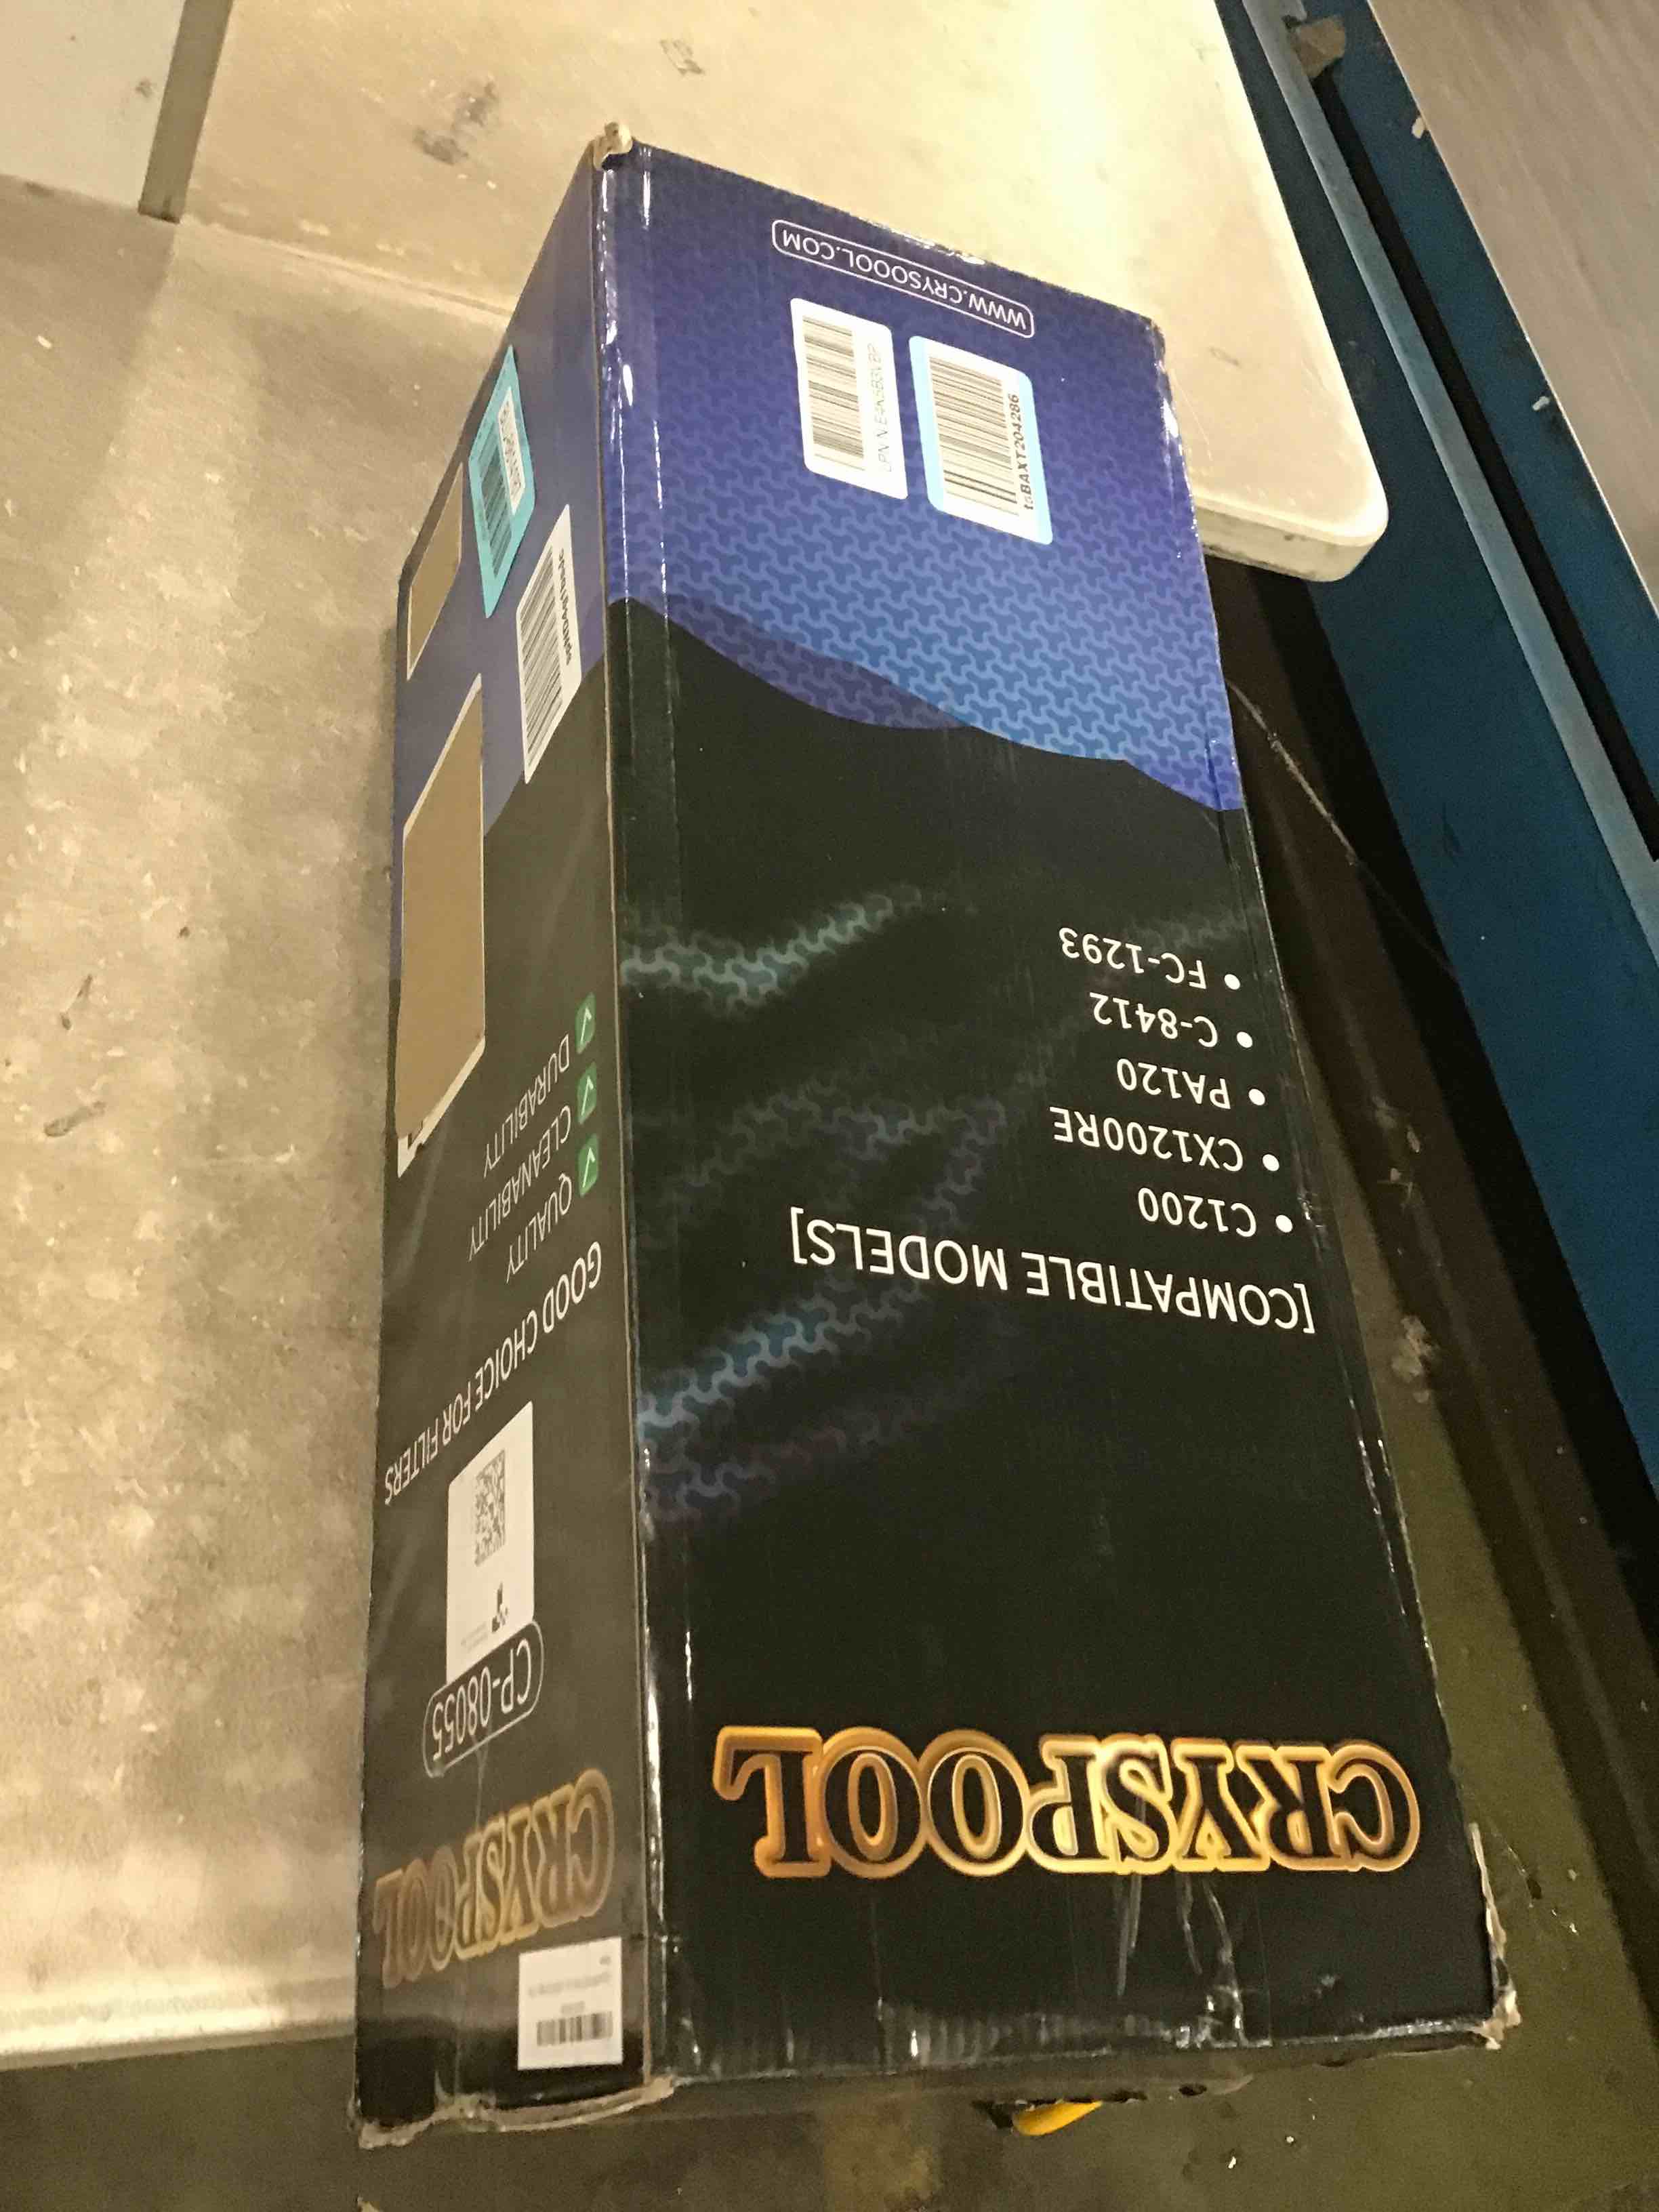 CRYSPOOL
[COMPATIBLE MODELS]
• C1200
• CX1200RE
• PA120
• C-8412
• FC-1293
tsBAXT204286
WWW.CRYSOOOL.COM
CRYSPOOL
CP-08055
GOOD CHOICE FOR FILTERS
QUALITY
CLEANABILITY
DURABILITY